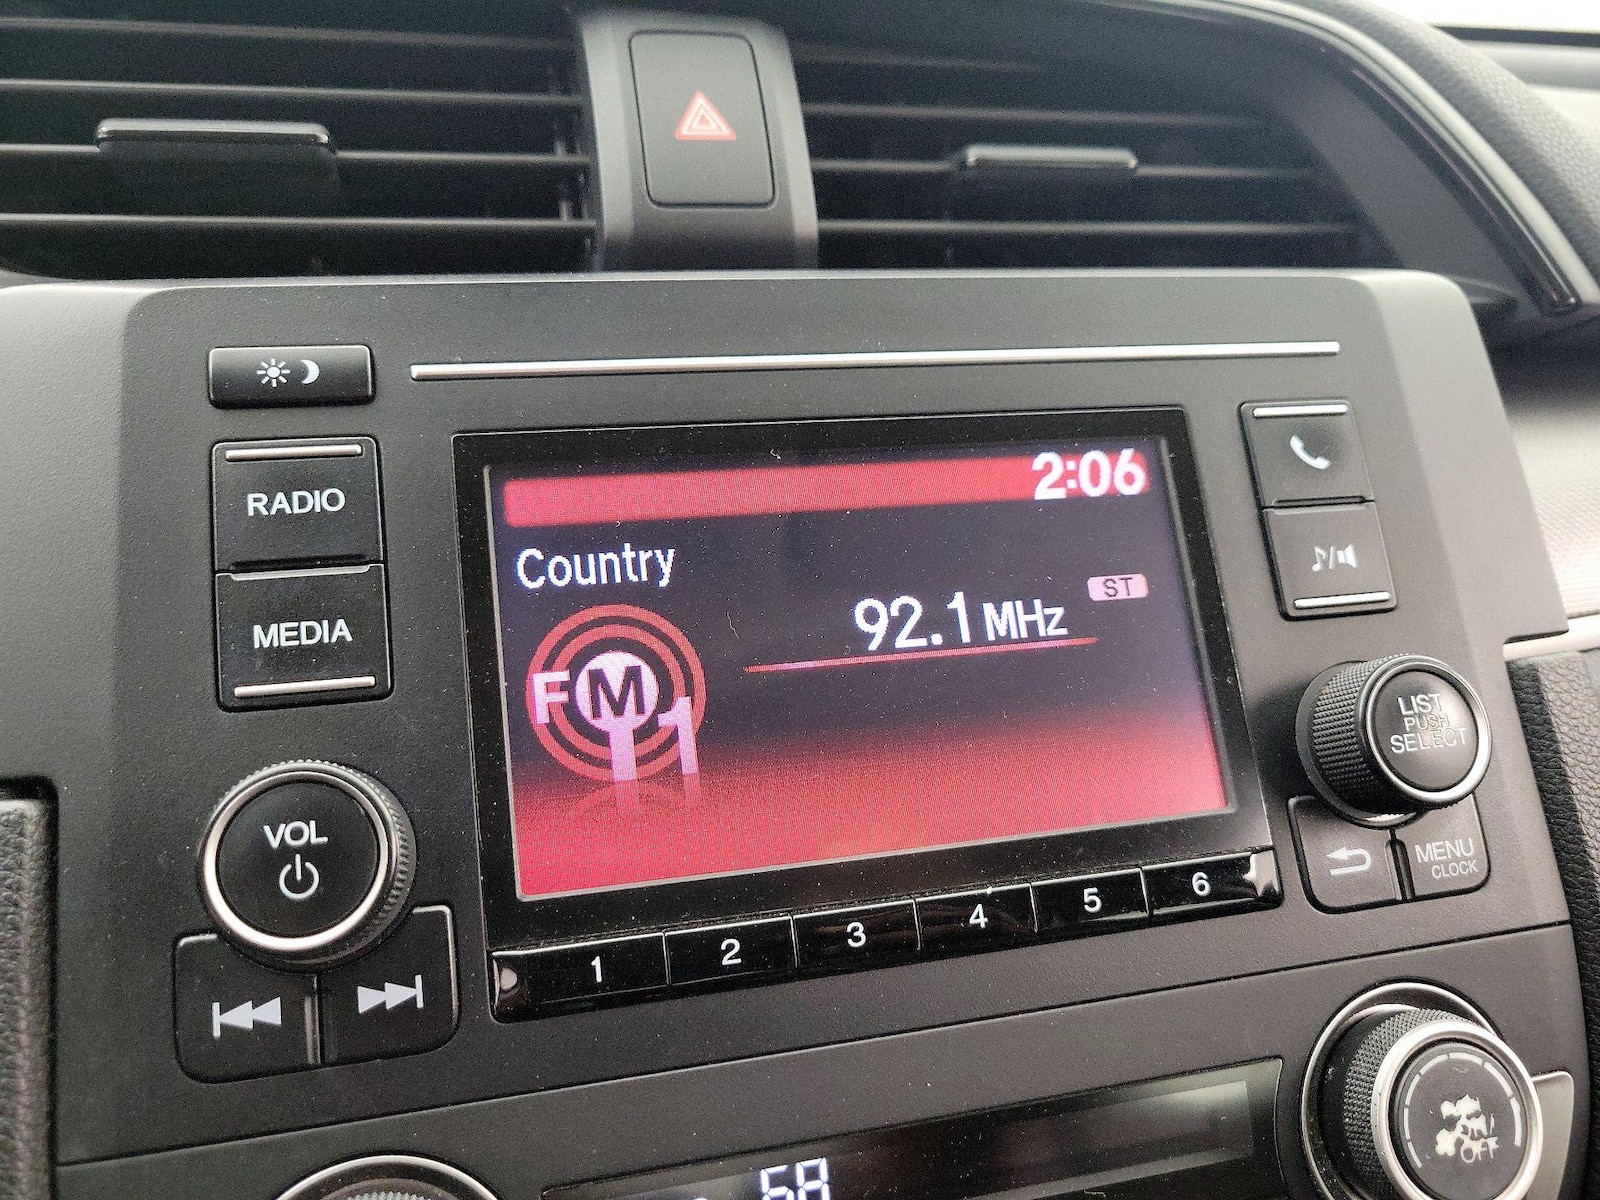 2:06
Country
ST
92.1 MHz
FM 1
RADIO
MEDIA
VOL
LIST
PUSH
SELECT
MENU
CLOCK
1
2
3
4
5
6
OFF